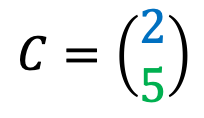 C = (2
5)